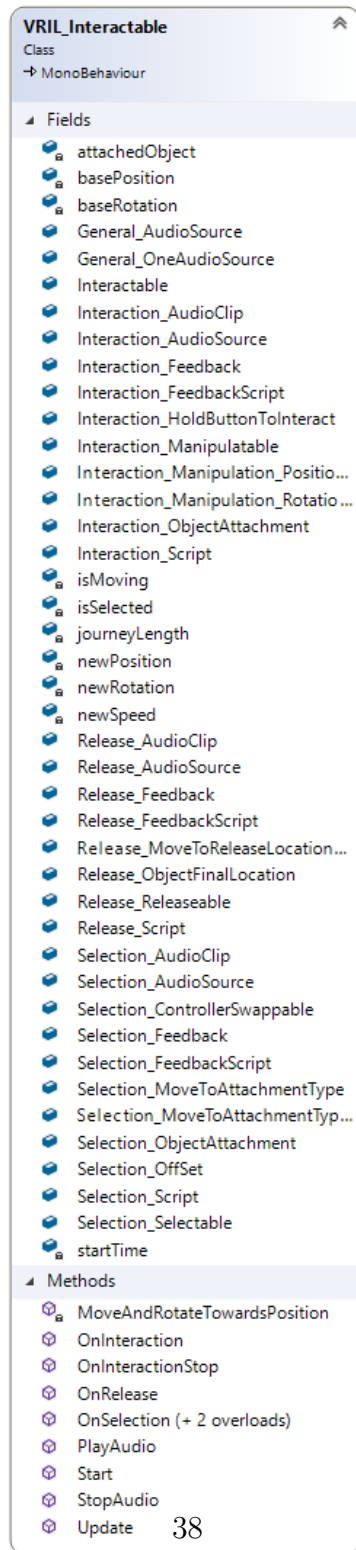 VRIL_Interactable
Class
MonoBehaviour
Fields
attachedObject
basePosition
baseRotation
General_AudioSource
General_OneAudioSource
Interactable
Interaction_AudioClip
Interaction_AudioSource
Interaction_Feedback
Interaction_FeedbackScript
Interaction_HoldButtonToInteract
Interaction_Manipulatable
Interaction_Manipulation_Positio...
Interaction_Manipulation_Rotatio...
Interaction_ObjectAttachment
Interaction_Script
isMoving
isSelected
journeyLength
newPosition
newRotation
newSpeed
Release_AudioClip
Release_AudioSource
Release_Feedback
Release_FeedbackScript
Release_MoveToReleaseLocation...
Release_ObjectFinalLocation
Release_Releaseable
Release_Script
Selection_AudioClip
Selection_AudioSource
Selection_ControllerSwappable
Selection_Feedback
Selection_FeedbackScript
Selection_MoveToAttachmentType
Selection_MoveToAttachmentTyp...
Selection_ObjectAttachment
Selection_OffSet
Selection_Script
Selection_Selectable
startTime
Methods
MoveAndRotateTowardsPosition
OnInteraction
OnInteractionStop
OnRelease
OnSelection (+ 2 overloads)
PlayAudio
Start
StopAudio
Update
38